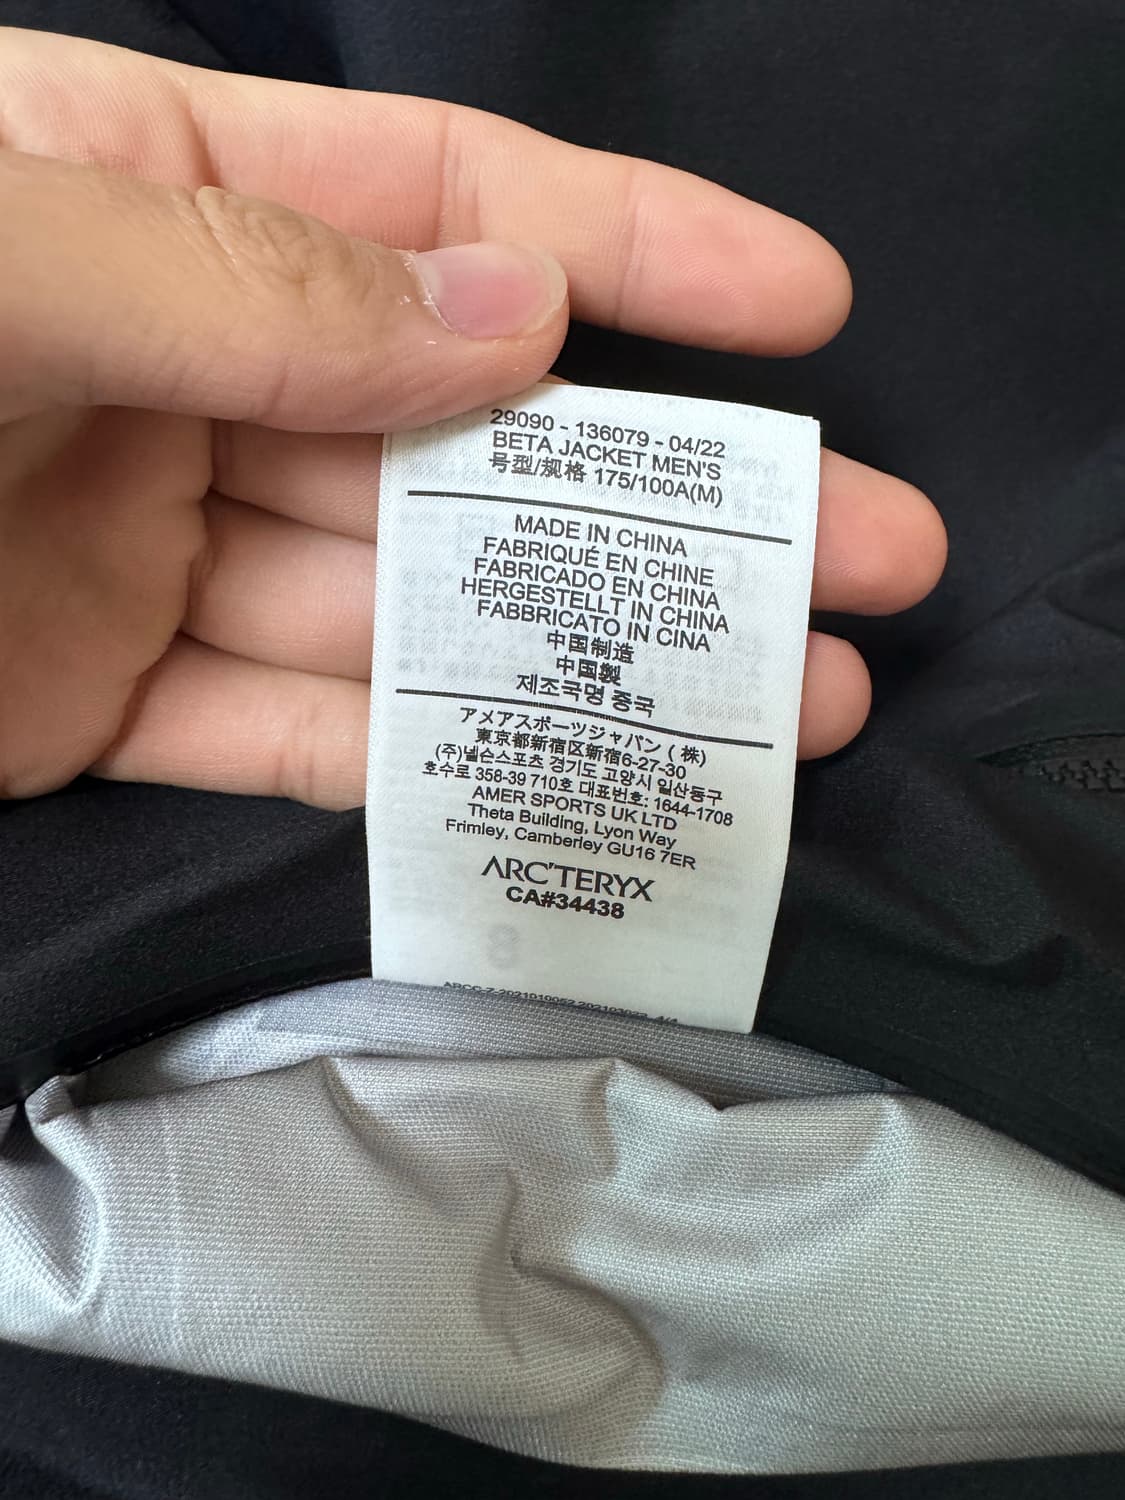 29090 - 136079 - 04/22
BETA JACKET MEN'S
号型/规格 175/100A(M)
MADE IN CHINA
FABRIQUÉ EN CHINE
FABRICADO EN CHINA
HERGESTELLT IN CHINA
FABBRICATO IN CINA
中国制造
中国製
제조국명 중국
アメアスポーツジャパン ( 株)
東京都新宿区新宿6-27-30
(주)넬슨스포츠 경기도 고양시 일산동구
호수로 358-39 710호 대표번호: 1644-1708
AMER SPORTS UK LTD
Theta Building, Lyon Way
Frimley, Camberley GU16 7ER
ARC'TERYX
CA#34438